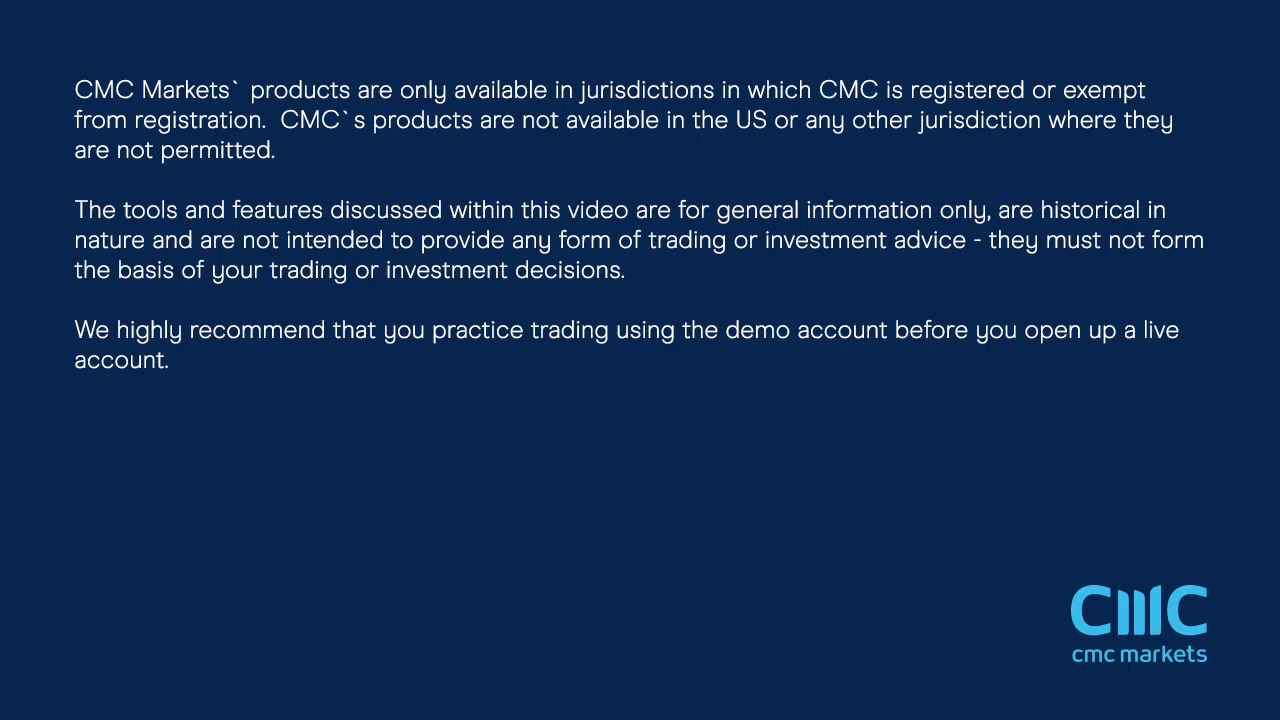 CMC Markets` products are only available in jurisdictions in which CMC is registered or exempt
from registration.  CMC`s products are not available in the US or any other jurisdiction where they
are not permitted.
The tools and features discussed within this video are for general information only, are historical in
nature and are not intended to provide any form of trading or investment advice - they must not form
the basis of your trading or investment decisions.
We highly recommend that you practice trading using the demo account before you open up a live
account.
CMC
cmc markets